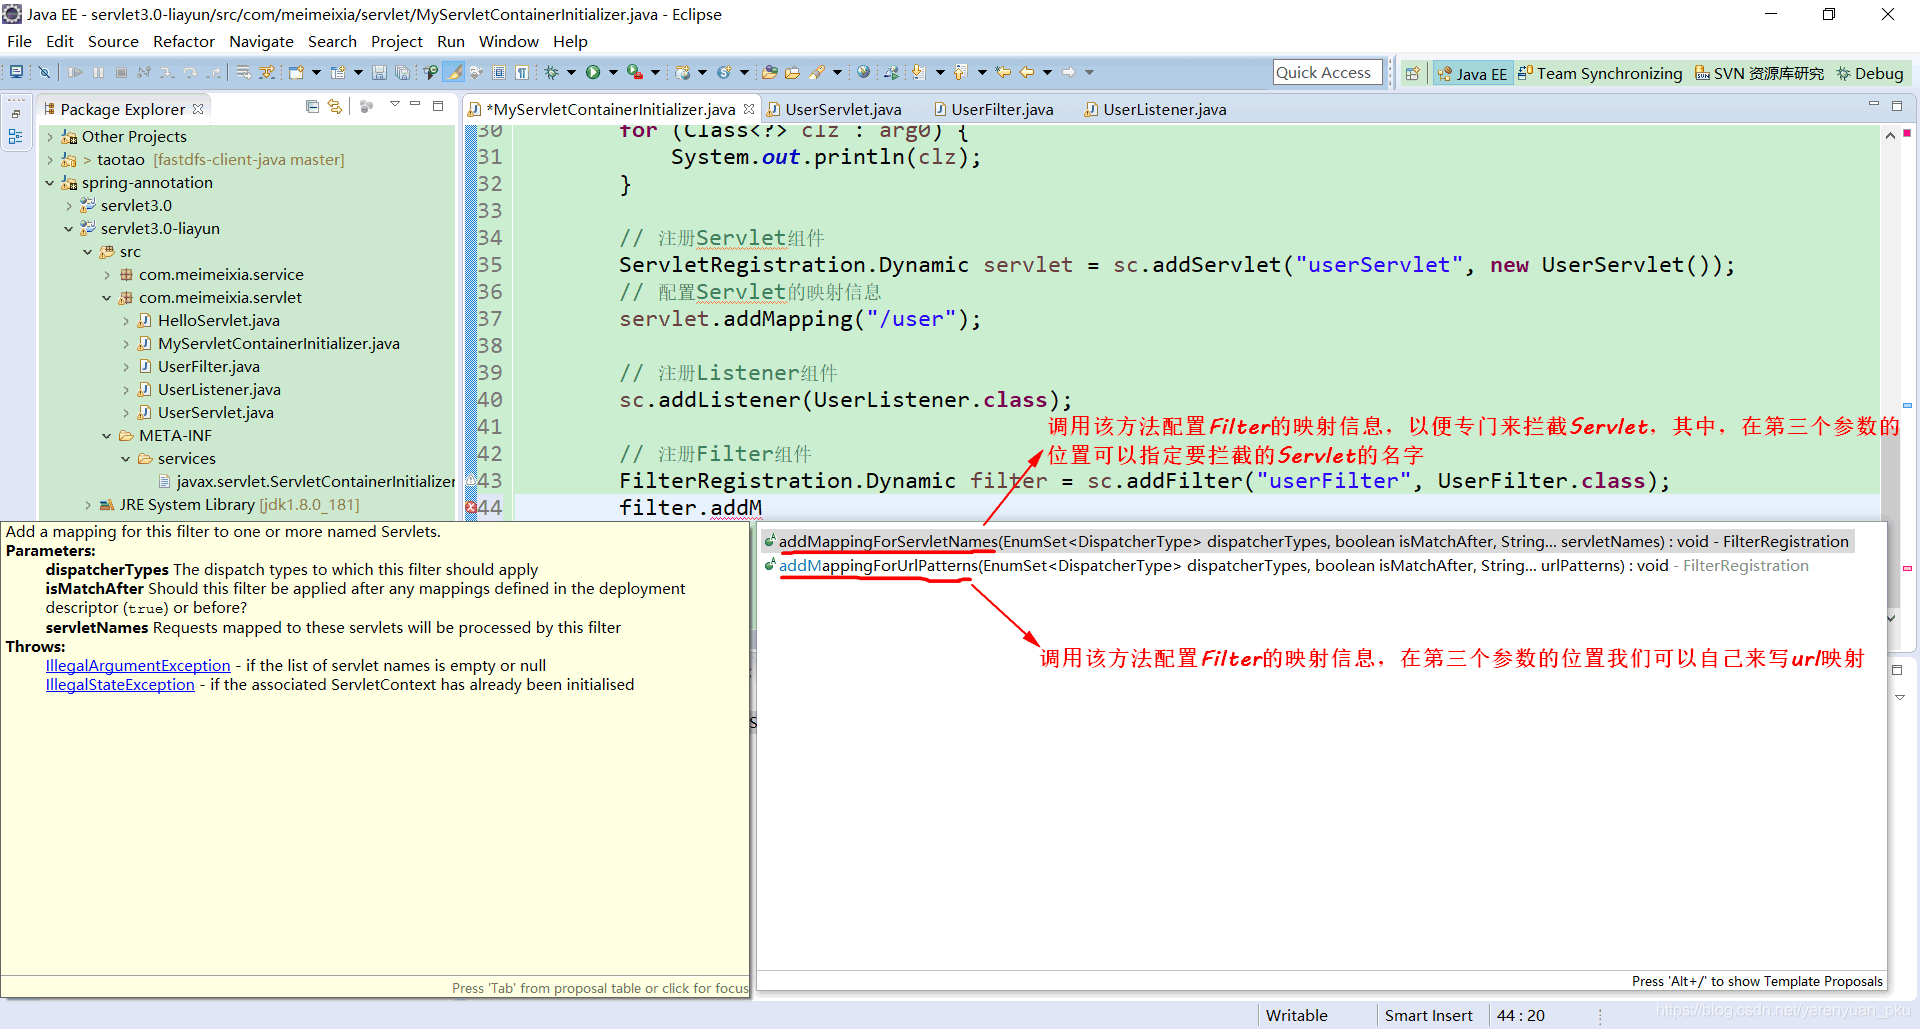 Java EE - servlet3.0-liayun/src/com/meimeixia/servlet/MyServletContainerInitializer.java - Eclipse
File Edit Source Refactor Navigate Search Project Run Window Help
Quick Access
Java EE
Team Synchronizing
SVN 资源库研究
Debug
Package Explorer
*MyServletContainerInitializer.java
UserServlet.java
UserFilter.java
UserListener.java
Other Projects
> taotao [fastdfs-client-java master]
spring-annotation
servlet3.0
servlet3.0-liayun
src
com.meimeixia.service
com.meimeixia.servlet
HelloServlet.java
MyServletContainerInitializer.java
UserFilter.java
UserListener.java
UserServlet.java
META-INF
services
javax.servlet.ServletContainerInitializer
JRE System Library [jdk1.8.0_181]
30 for (Class<?> clz : arg0) {
31 System.out.println(clz);
32 }
33
34 // 注册Servlet组件
35 ServletRegistration.Dynamic servlet = sc.addServlet("userServlet", new UserServlet());
36 // 配置Servlet的映射信息
37 servlet.addMapping("/user");
38
39 // 注册Listener组件
40 sc.addListener(UserListener.class);
41
调用该方法配置Filter的映射信息，以便专门来拦截Servlet，其中，在第三个参数的
位置可以指定要拦截的Servlet的名字
42 // 注册Filter组件
43 FilterRegistration.Dynamic filter = sc.addFilter("userFilter", UserFilter.class);
44 filter.addM
Add a mapping for this filter to one or more named Servlets.
Parameters:
dispatcherTypes The dispatch types to which this filter should apply
isMatchAfter Should this filter be applied after any mappings defined in the deployment
descriptor (true) or before?
servletNames Requests mapped to these servlets will be processed by this filter
Throws:
IllegalArgumentException - if the list of servlet names is empty or null
IllegalStateException - if the associated ServletContext has already been initialised
Press 'Tab' from proposal table or click for focus
addMappingForServletNames(EnumSet<DispatcherType> dispatcherTypes, boolean isMatchAfter, String... servletNames) : void - FilterRegistration
addMappingForUrlPatterns(EnumSet<DispatcherType> dispatcherTypes, boolean isMatchAfter, String... urlPatterns) : void - FilterRegistration
调用该方法配置Filter的映射信息，在第三个参数的位置我们可以自己来写url映射
Press 'Alt+/' to show Template Proposals
Writable
Smart Insert
44 : 20
https://blog.csdn.net/yerenyuan_pku